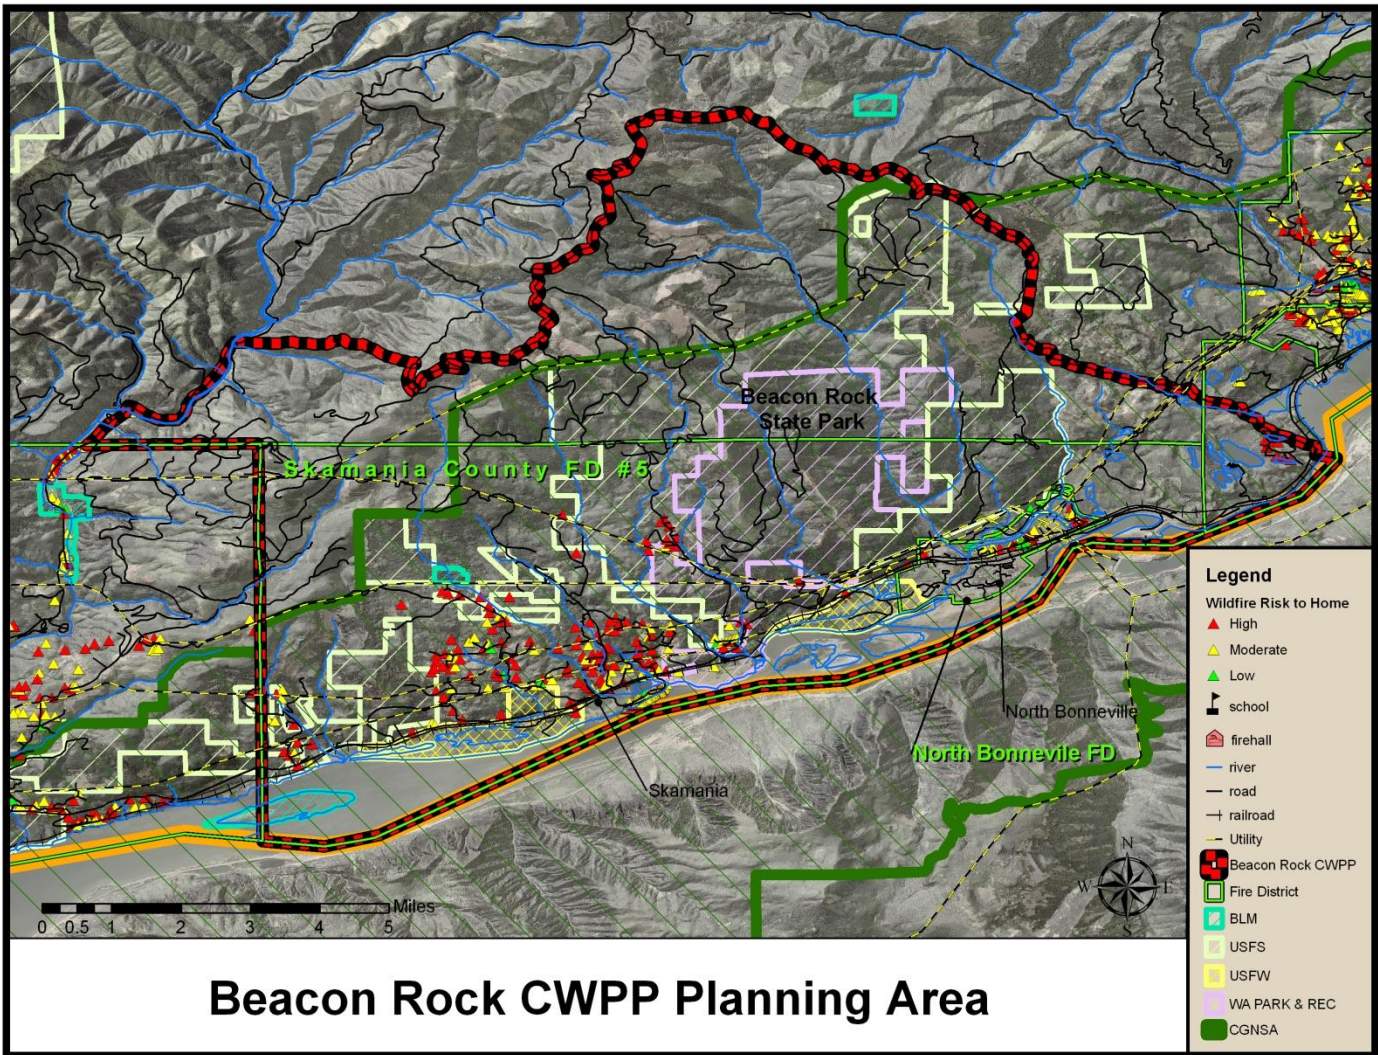 Beacon Rock
State Park
Skamania County FD #5
North Bonneville
North Bonnevile FD
Skamania
Miles
0 0.5 1 2 3 4 5
N
W E
S
Legend
Wildfire Risk to Home
High
Moderate
Low
school
firehall
river
road
railroad
Utility
Beacon Rock CWPP
Fire District
BLM
USFS
USFW
WA PARK & REC
CGNSA
Beacon Rock CWPP Planning Area